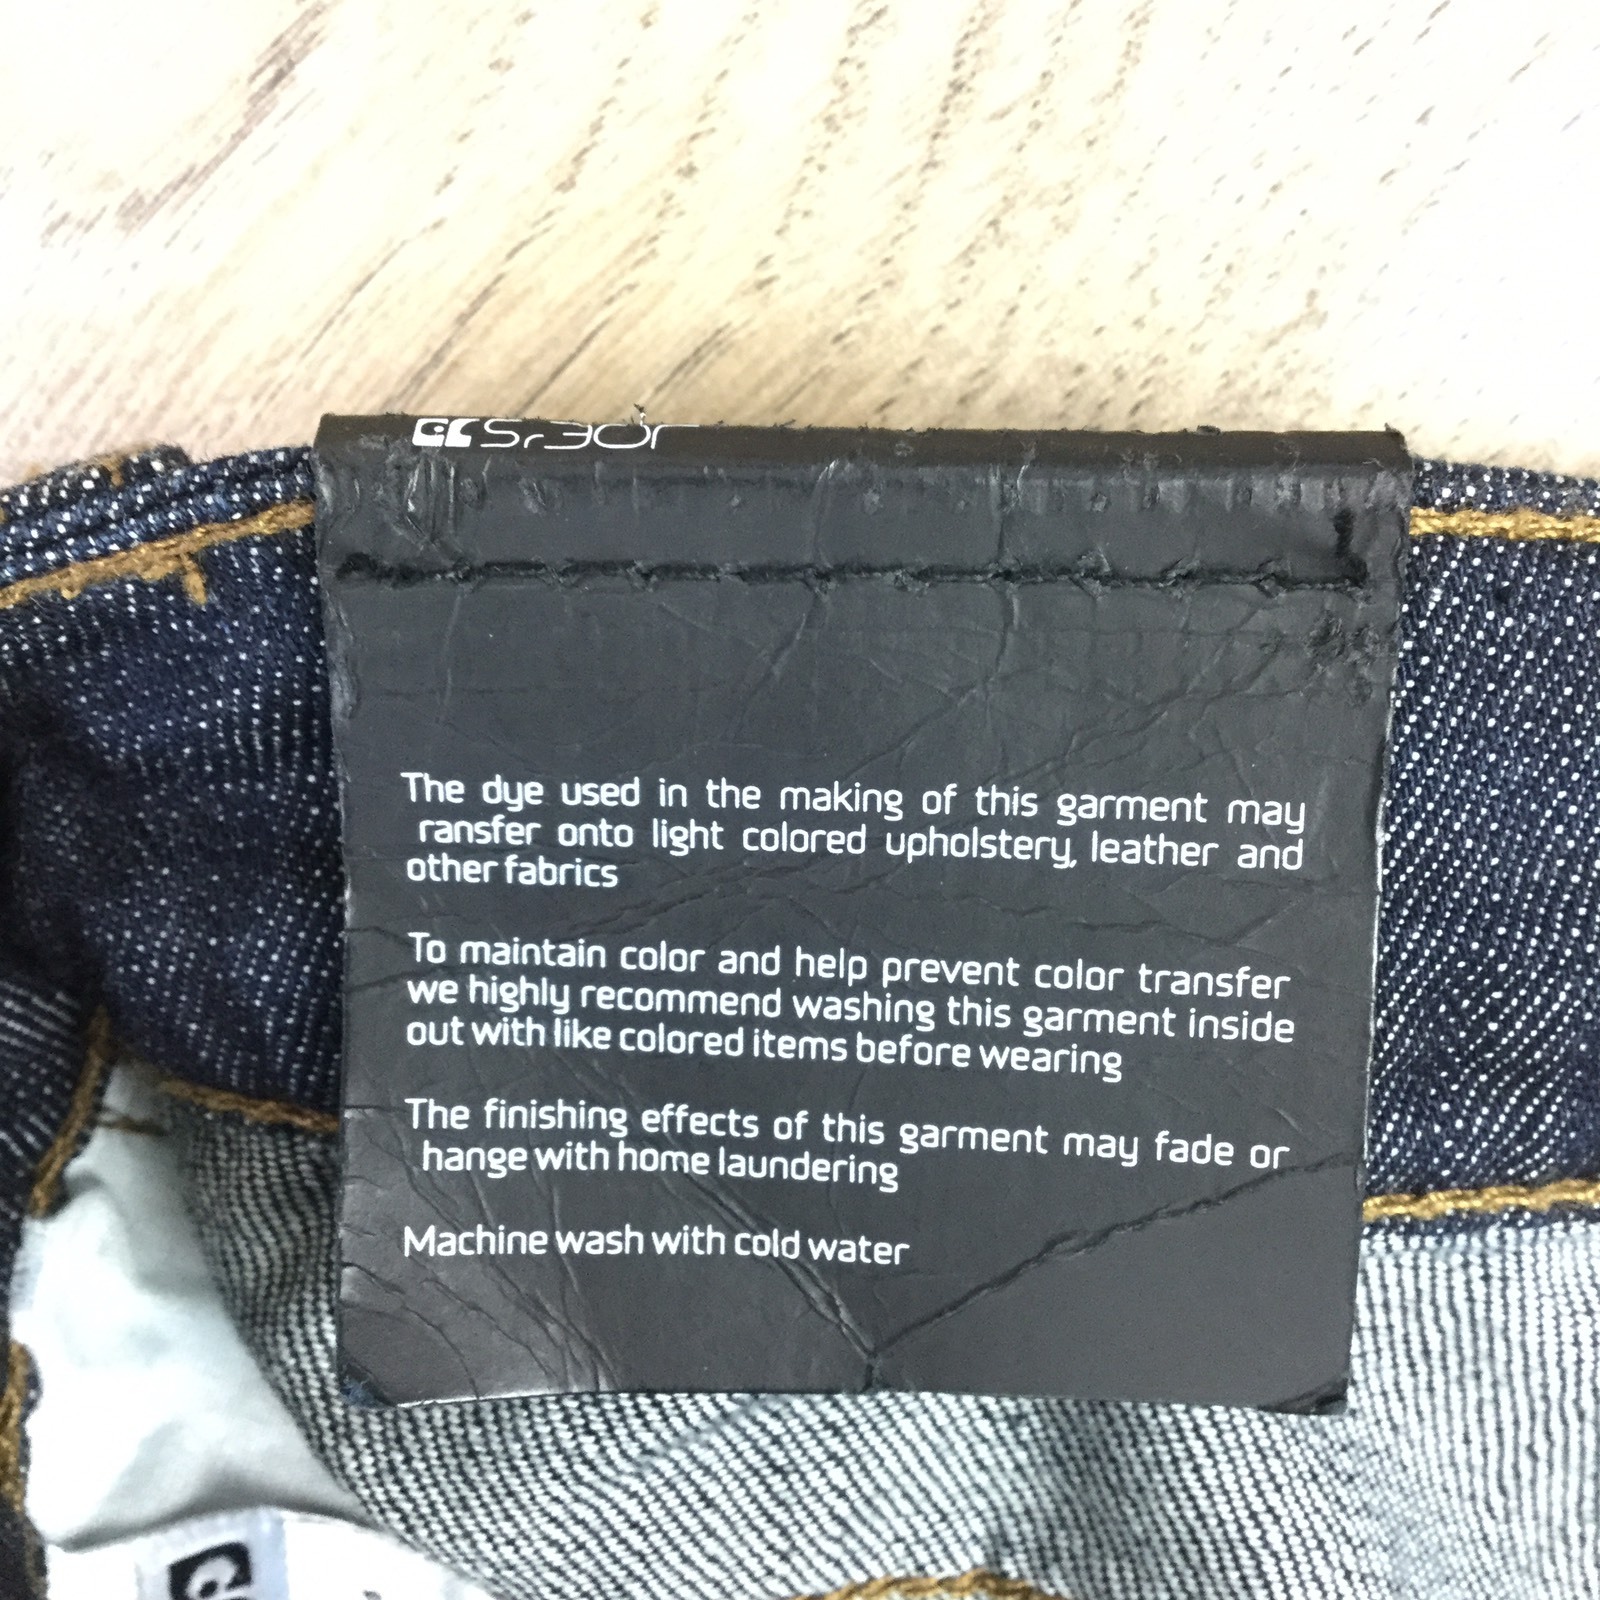 The dye used in the making of this garment may
ransfer onto light colored upholstery, leather and
other fabrics
To maintain color and help prevent color transfer
we highly recommend washing this garment inside
out with like colored items before wearing
The finishing effects of this garment may fade or
hange with home laundering
Machine wash with cold water